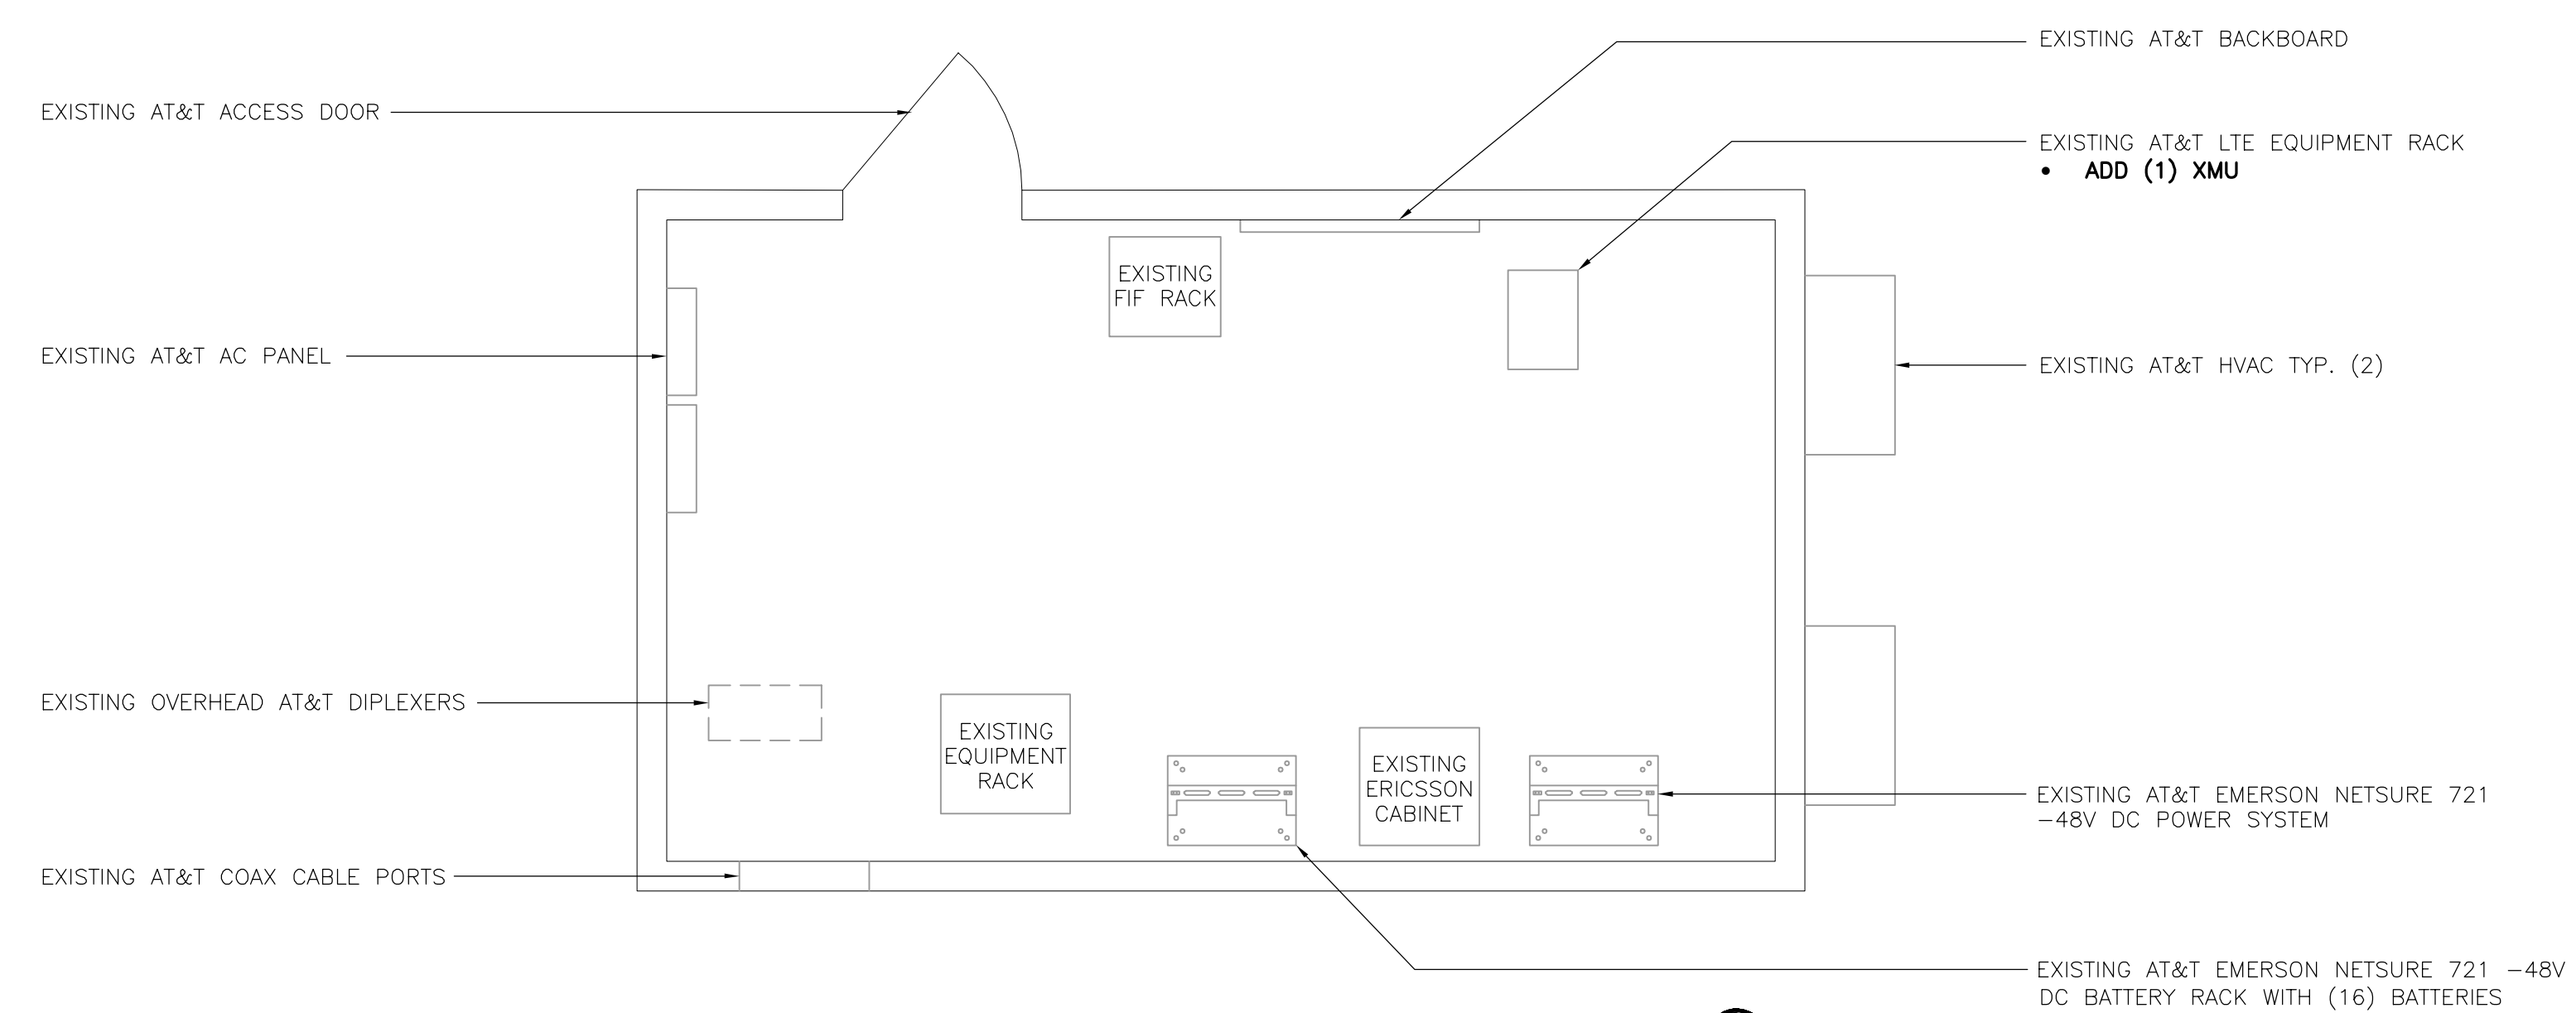 EXISTING AT&T BACKBOARD
EXISTING AT&T ACCESS DOOR
EXISTING AT&T LTE EQUIPMENT RACK
• ADD (1) XMU
EXISTING
FIF RACK
EXISTING AT&T AC PANEL
EXISTING AT&T HVAC TYP. (2)
EXISTING OVERHEAD AT&T DIPLEXERS
EXISTING
EQUIPMENT
RACK
EXISTING
ERICSSON
CABINET
EXISTING AT&T EMERSON NETSURE 721
-48V DC POWER SYSTEM
EXISTING AT&T COAX CABLE PORTS
EXISTING AT&T EMERSON NETSURE 721 -48V
DC BATTERY RACK WITH (16) BATTERIES